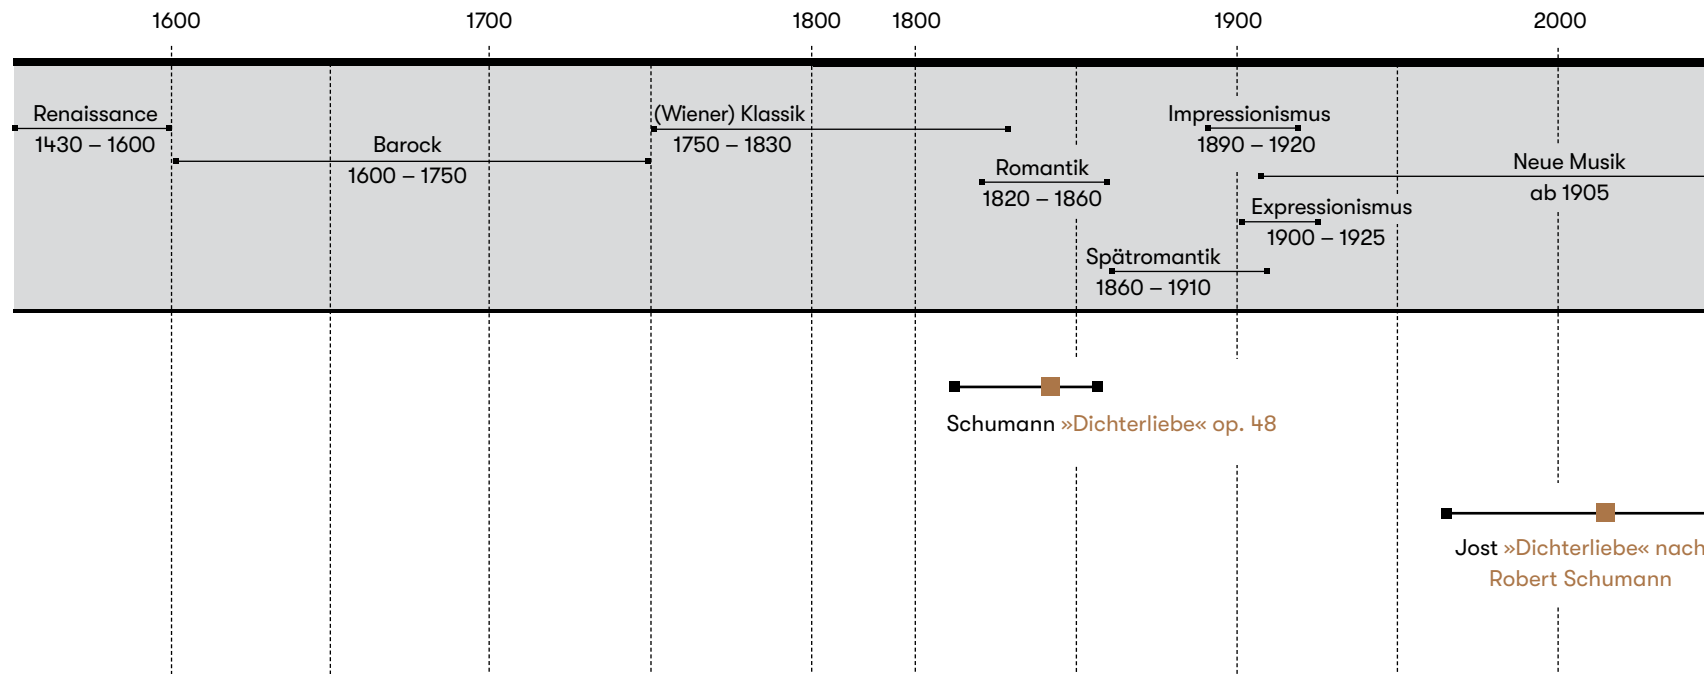 1600 1700 1800 1800 1900 2000
Renaissance
1430 – 1600
Barock
1600 – 1750
(Wiener) Klassik
1750 – 1830
Romantik
1820 – 1860
Impressionismus
1890 – 1920
Neue Musik
ab 1905
Expressionismus
1900 – 1925
Spätromantik
1860 – 1910
Schumann »Dichterliebe« op. 48
Jost »Dichterliebe« nach
Robert Schumann